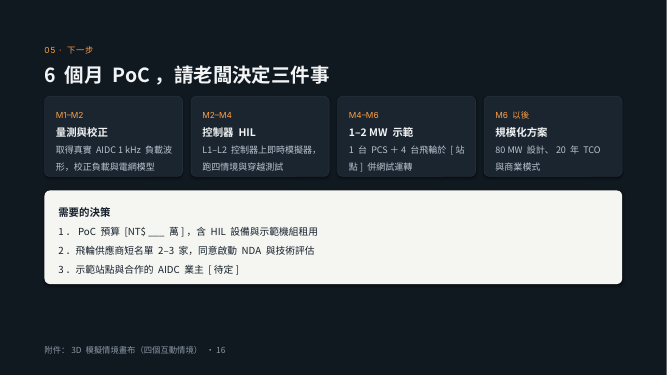 05 · 下一步
6 個月 PoC，請老闆決定三件事
M1–M2
量測與校正
取得真實 AIDC 1 kHz 負載波
形，校正負載與電網模型
M2–M4
控制器 HIL
L1–L2 控制器上即時模擬器，
跑四情境與穿越測試
M4–M6
1–2 MW 示範
1 台 PCS + 4 台飛輪於 [ 站
點 ] 併網試運轉
M6 以後
規模化方案
80 MW 設計、 20 年 TCO
與商業模式
需要的決策
1． PoC 預算 [NT$ ___ 萬 ]，含 HIL 設備與示範機組租用
2．飛輪供應商短名單 2–3 家，同意啟動 NDA 與技術評估
3．示範站點與合作的 AIDC 業主 [ 待定 ]
附件： 3D 模擬情境畫布（四個互動情境） ・ 16